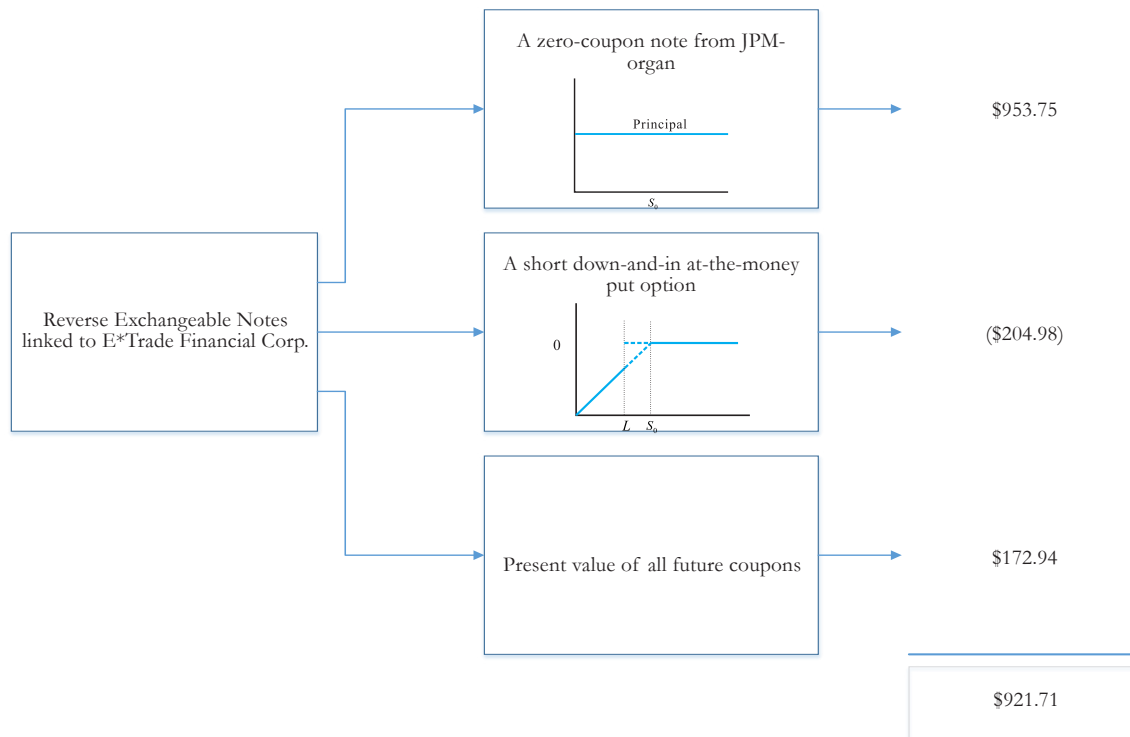 A zero-coupon note from JPM-
organ
Principal
S₀
$953.75
Reverse Exchangeable Notes
linked to E*Trade Financial Corp.
A short down-and-in at-the-money
put option
0
L S₀
($204.98)
Present value of all future coupons
$172.94
$921.71